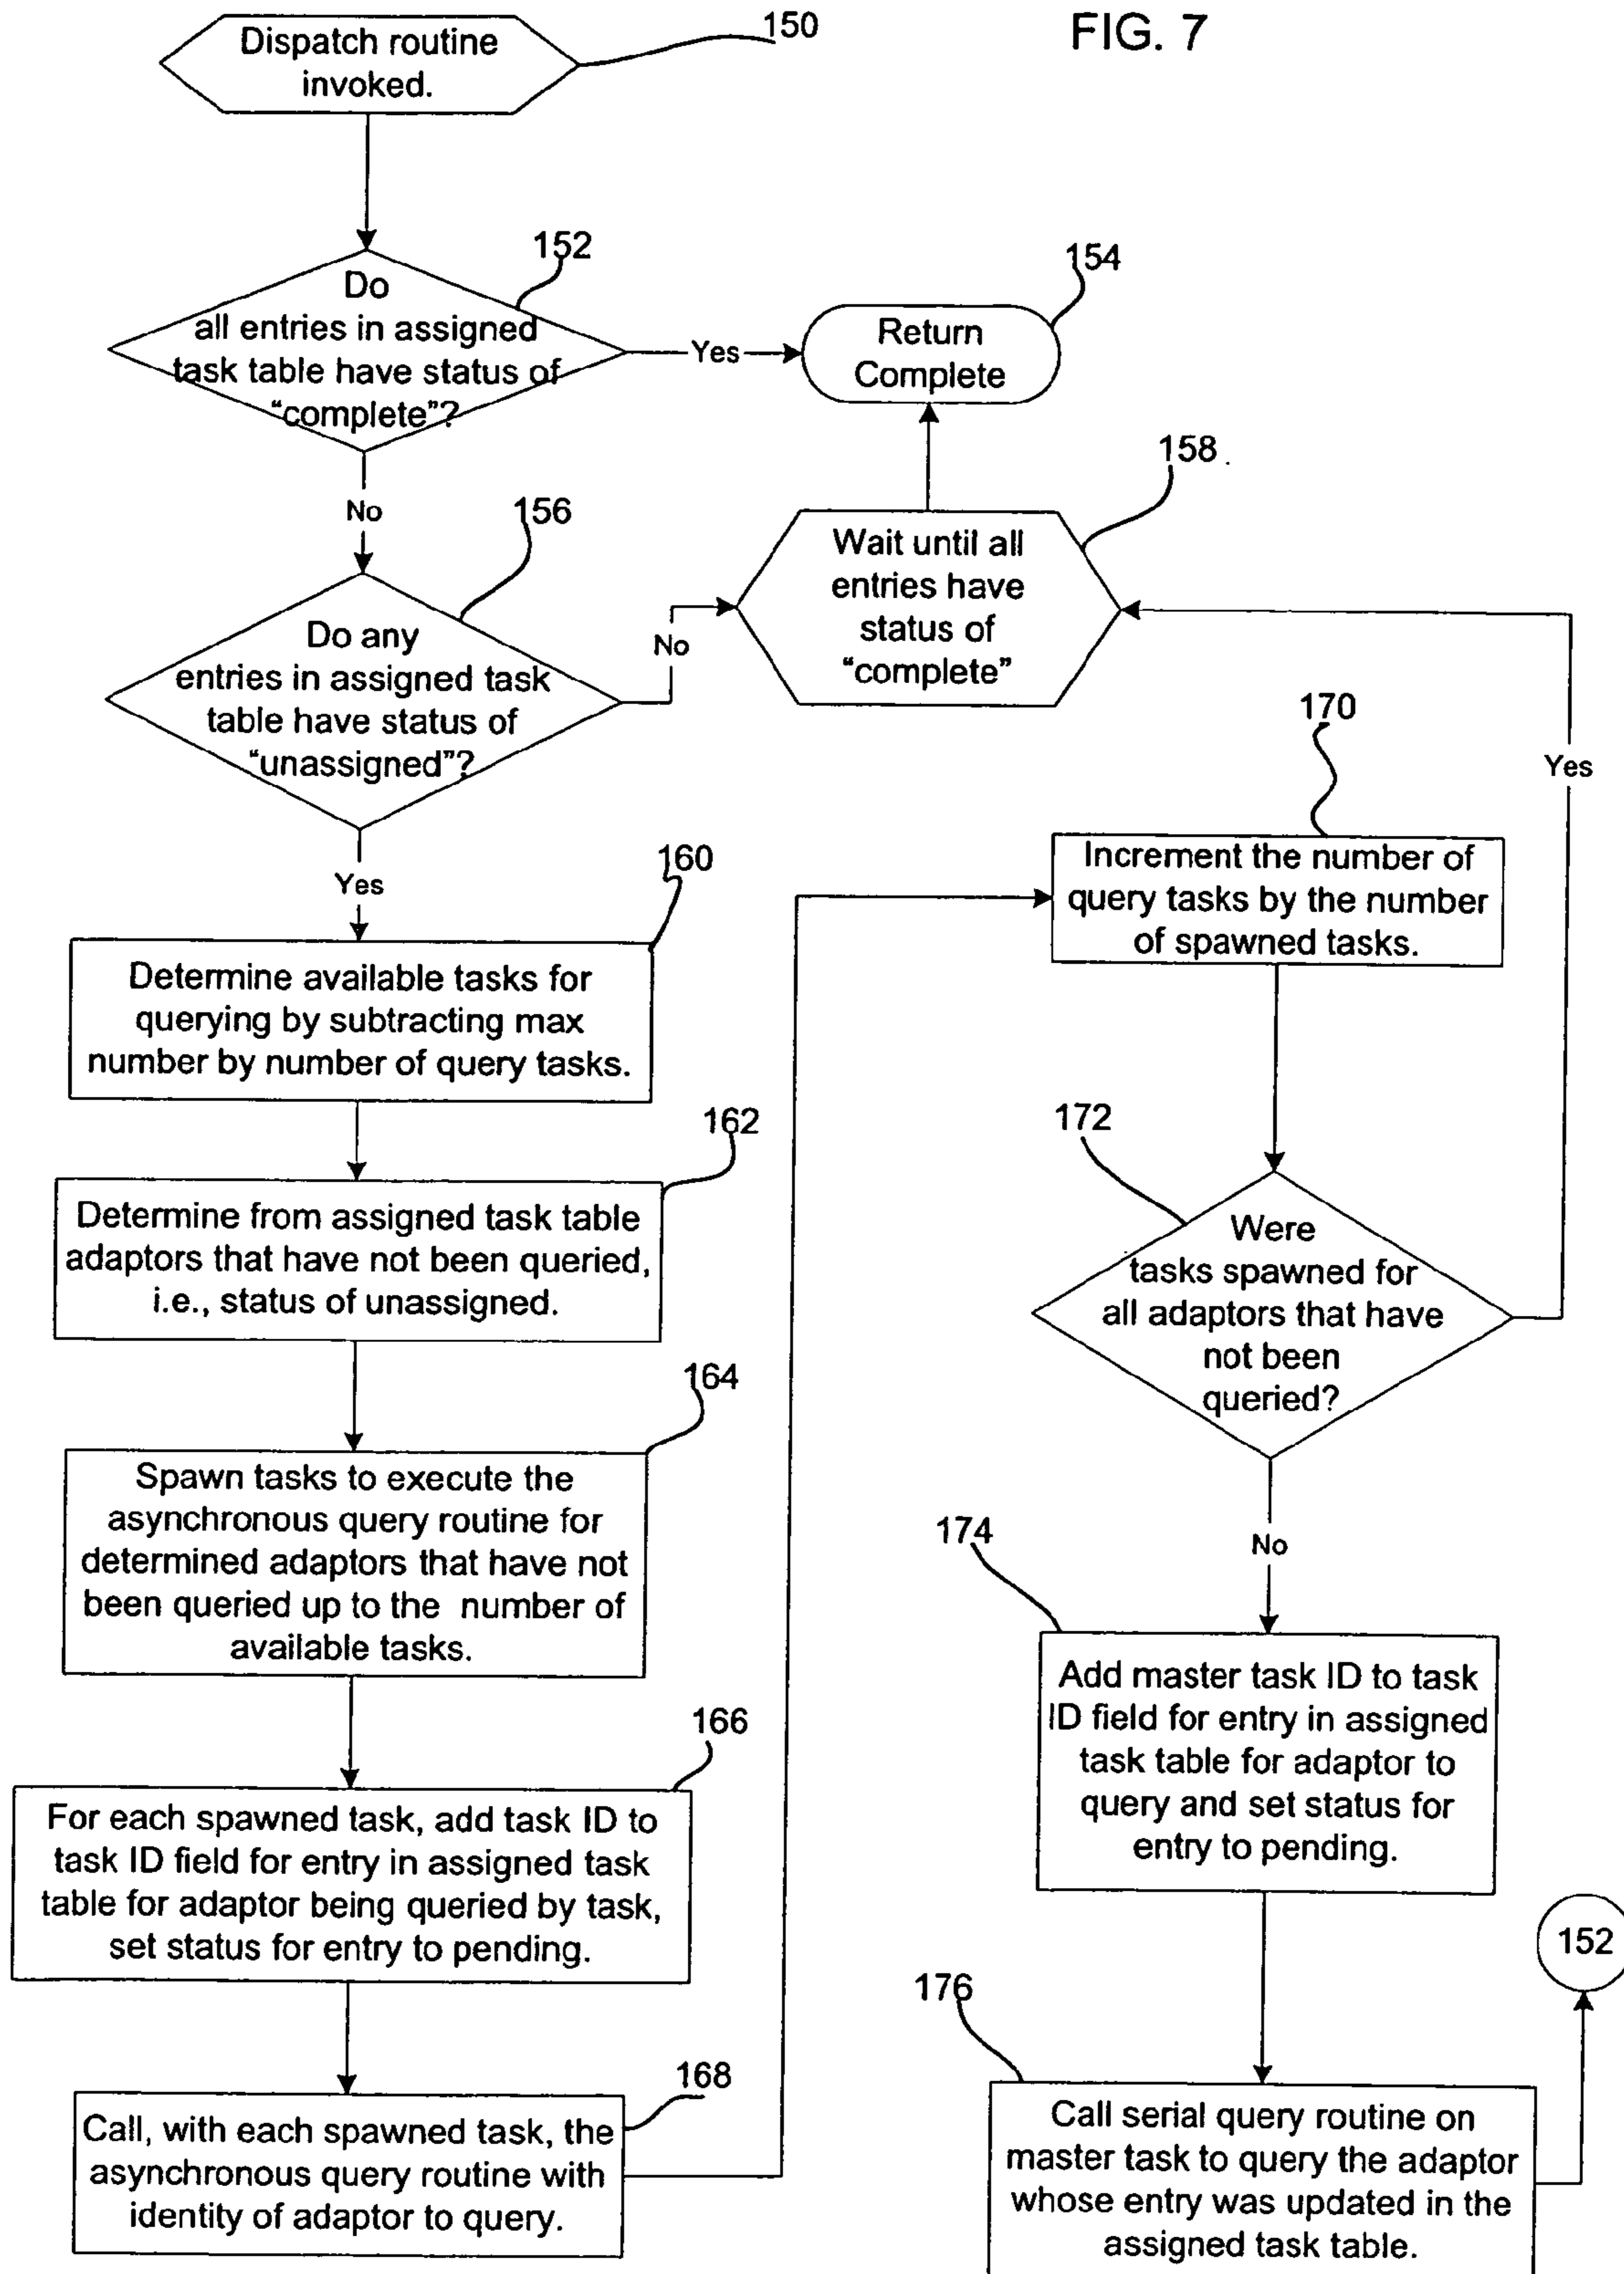 FIG. 7
150
Dispatch routine
invoked.
152
Do
all entries in assigned
task table have status of
“complete”?
Yes
154
Return
Complete
No
156
Do any
entries in assigned task
table have status of
“unassigned”?
No
158
Wait until all
entries have
status of
“complete”
Yes
160
Determine available tasks for
querying by subtracting max
number by number of query tasks.
162
Determine from assigned task table
adaptors that have not been queried,
i.e., status of unassigned.
164
Spawn tasks to execute the
asynchronous query routine for
determined adaptors that have not
been queried up to the number of
available tasks.
166
For each spawned task, add task ID to
task ID field for entry in assigned task
table for adaptor being queried by task,
set status for entry to pending.
168
Call, with each spawned task, the
asynchronous query routine with
identity of adaptor to query.
170
Increment the number of
query tasks by the number
of spawned tasks.
172
Were
tasks spawned for
all adaptors that have
not been
queried?
Yes
No
174
Add master task ID to task
ID field for entry in assigned
task table for adaptor to
query and set status for
entry to pending.
176
Call serial query routine on
master task to query the adaptor
whose entry was updated in the
assigned task table.
152